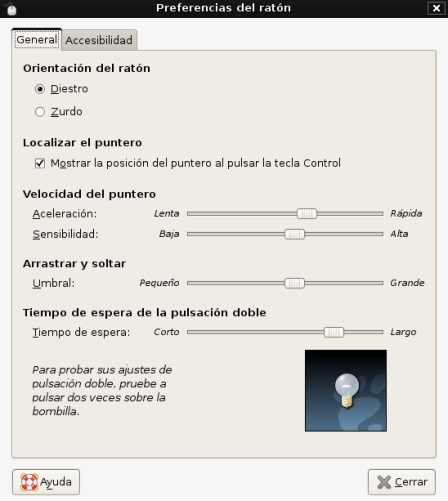 Preferencias del ratón
General Accesibilidad
Orientación del ratón
Diestro
Zurdo
Localizar el puntero
Mostrar la posición del puntero al pulsar la tecla Control
Velocidad del puntero
Aceleración: Lenta Rápida
Sensibilidad: Baja Alta
Arrastrar y soltar
Umbral: Pequeño Grande
Tiempo de espera de la pulsación doble
Tiempo de espera: Corto Largo
Para probar sus ajustes de
pulsación doble, pruebe a
pulsar dos veces sobre la
bombilla.
Ayuda Cerrar